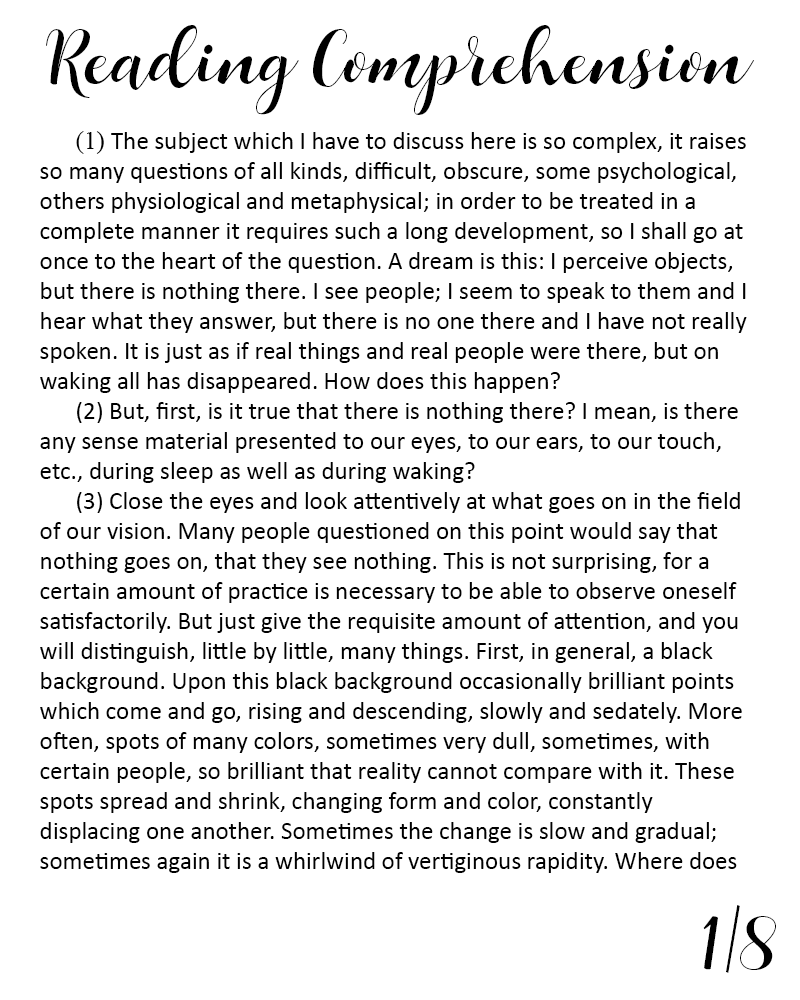 Reading Comprehension
(1) The subject which I have to discuss here is so complex, it raises
so many questions of all kinds, difficult, obscure, some psychological,
others physiological and metaphysical; in order to be treated in a
complete manner it requires such a long development, so I shall go at
once to the heart of the question. A dream is this: I perceive objects,
but there is nothing there. I see people; I seem to speak to them and I
hear what they answer, but there is no one there and I have not really
spoken. It is just as if real things and real people were there, but on
waking all has disappeared. How does this happen?
(2) But, first, is it true that there is nothing there? I mean, is there
any sense material presented to our eyes, to our ears, to our touch,
etc., during sleep as well as during waking?
(3) Close the eyes and look attentively at what goes on in the field
of our vision. Many people questioned on this point would say that
nothing goes on, that they see nothing. This is not surprising, for a
certain amount of practice is necessary to be able to observe oneself
satisfactorily. But just give the requisite amount of attention, and you
will distinguish, little by little, many things. First, in general, a black
background. Upon this black background occasionally brilliant points
which come and go, rising and descending, slowly and sedately. More
often, spots of many colors, sometimes very dull, sometimes, with
certain people, so brilliant that reality cannot compare with it. These
spots spread and shrink, changing form and color, constantly
displacing one another. Sometimes the change is slow and gradual;
sometimes again it is a whirlwind of vertiginous rapidity. Where does
1/8